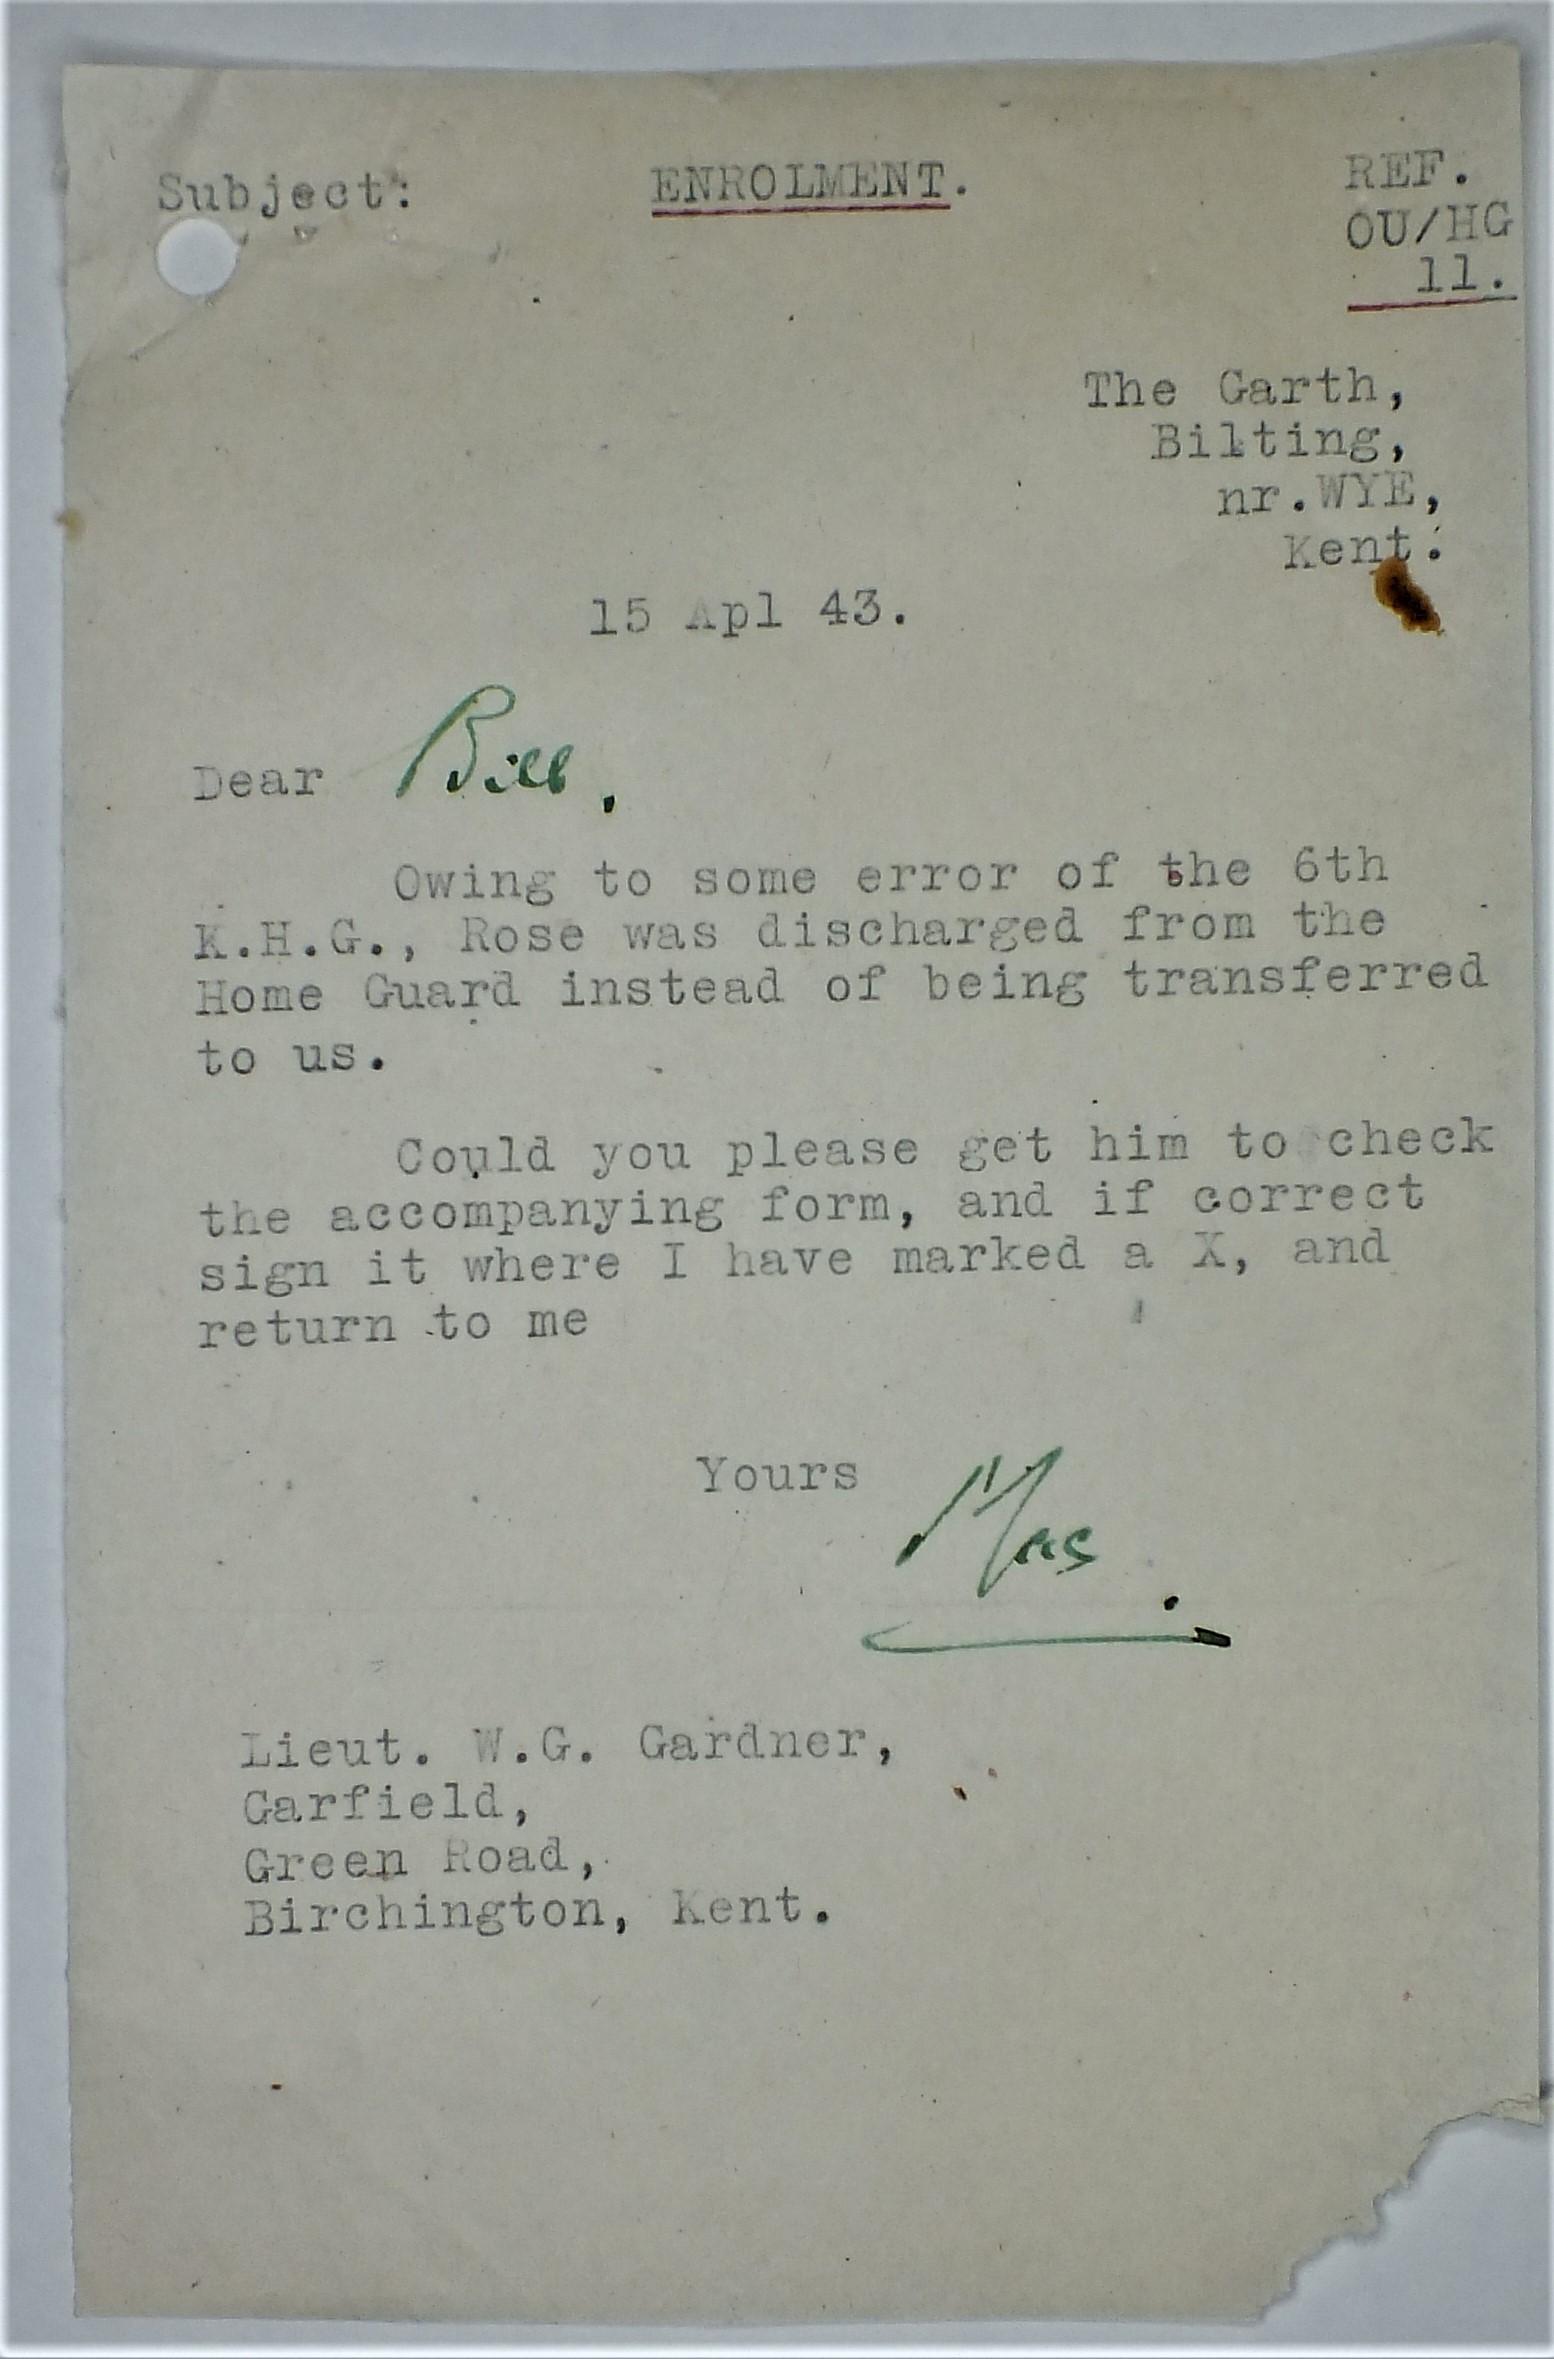 Subject: ENROLMENT. REF.
OU/HG
11.
The Garth,
Bilting,
nr.WYE,
Kent.
15 Apl 43.
Dear Bill.
Owing to some error of the 6th
K.H.G., Rose was discharged from the
Home Guard instead of being transferred
to us.
Could you please get him to check
the accompanying form, and if correct
sign it where I have marked a X, and
return to me
Yours Mac.
Lieut. W.G. Gardner,
Garfield,
Green Road,
Birchington, Kent.